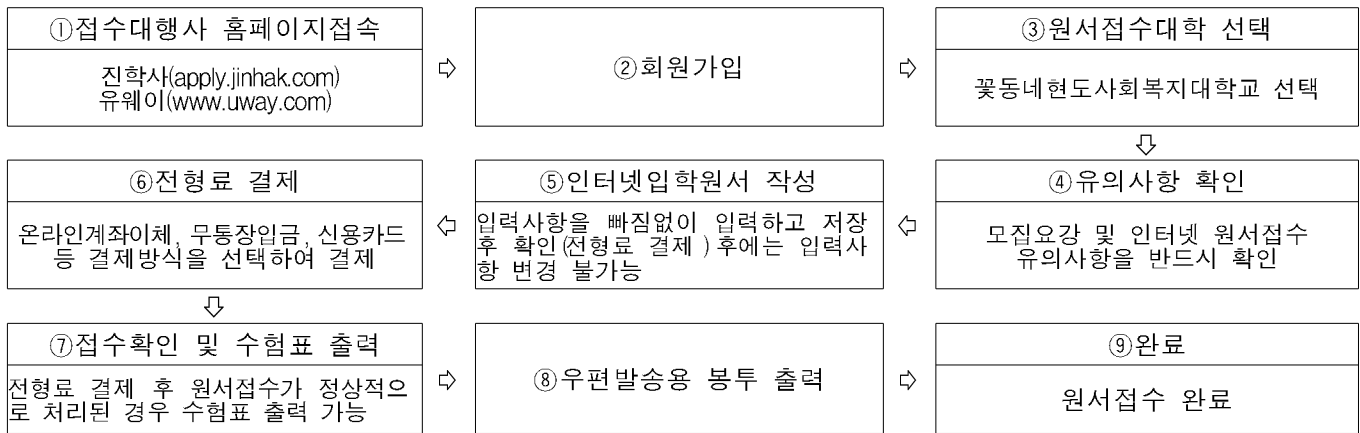 ①접수대행사 홈페이지접속
진학사(apply.jinhak.com)
유웨이(www.uway.com)
⇨
②회원가입
⇨
③원서접수대학 선택
꽃동네현도사회복지대학교 선택
⇩
④유의사항 확인
모집요강 및 인터넷 원서접수
유의사항을 반드시 확인
⇦
⑤인터넷입학원서 작성
입력사항을 빠짐없이 입력하고 저장
후 확인(전형료 결제 ) 후에는 입력사
항 변경 불가능
⇦
⑥전형료 결제
온라인계좌이체, 무통장입금, 신용카드
등 결제방식을 선택하여 결제
⇩
⑦접수확인 및 수험표 출력
전형료 결제 후 원서접수가 정상적으
로 처리된 경우 수험표 출력 가능
⇨
⑧우편발송용 봉투 출력
⇨
⑨완료
원서접수 완료